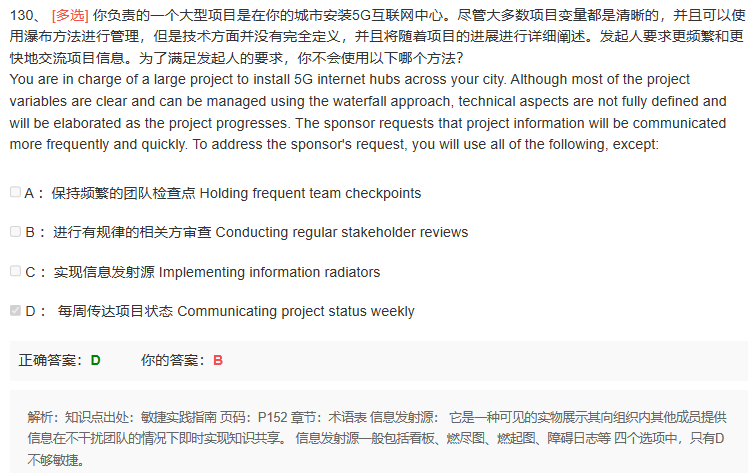 130、 [多选] 你负责的一个大型项目是在你的城市安装5G互联网中心。尽管大多数项目变量都是清晰的，并且可以使
用瀑布方法进行管理，但是技术方面并没有完全定义，并且将随着项目的进展进行详细阐述。发起人要求更频繁和更
快地交流项目信息。为了满足发起人的要求，你不会使用以下哪个方法?
You are in charge of a large project to install 5G internet hubs across your city. Although most of the project
variables are clear and can be managed using the waterfall approach, technical aspects are not fully defined and
will be elaborated as the project progresses. The sponsor requests that project information will be communicated
more frequently and quickly. To address the sponsor's request, you will use all of the following, except:
A： 保持频繁的团队检查点 Holding frequent team checkpoints
B： 进行有规律的相关方审查 Conducting regular stakeholder reviews
C： 实现信息发射源 Implementing information radiators
D： 每周传达项目状态 Communicating project status weekly
正确答案：D 你的答案：B
解析：知识点出处：敏捷实践指南 页码：P152 章节：术语表 信息发射源： 它是一种可见的实物展示其向组织内其他成员提供
信息在不干扰团队的情况下即时实现知识共享。 信息发射源一般包括看板、燃尽图、燃起图、障碍日志等 四个选项中，只有D
不够敏捷。